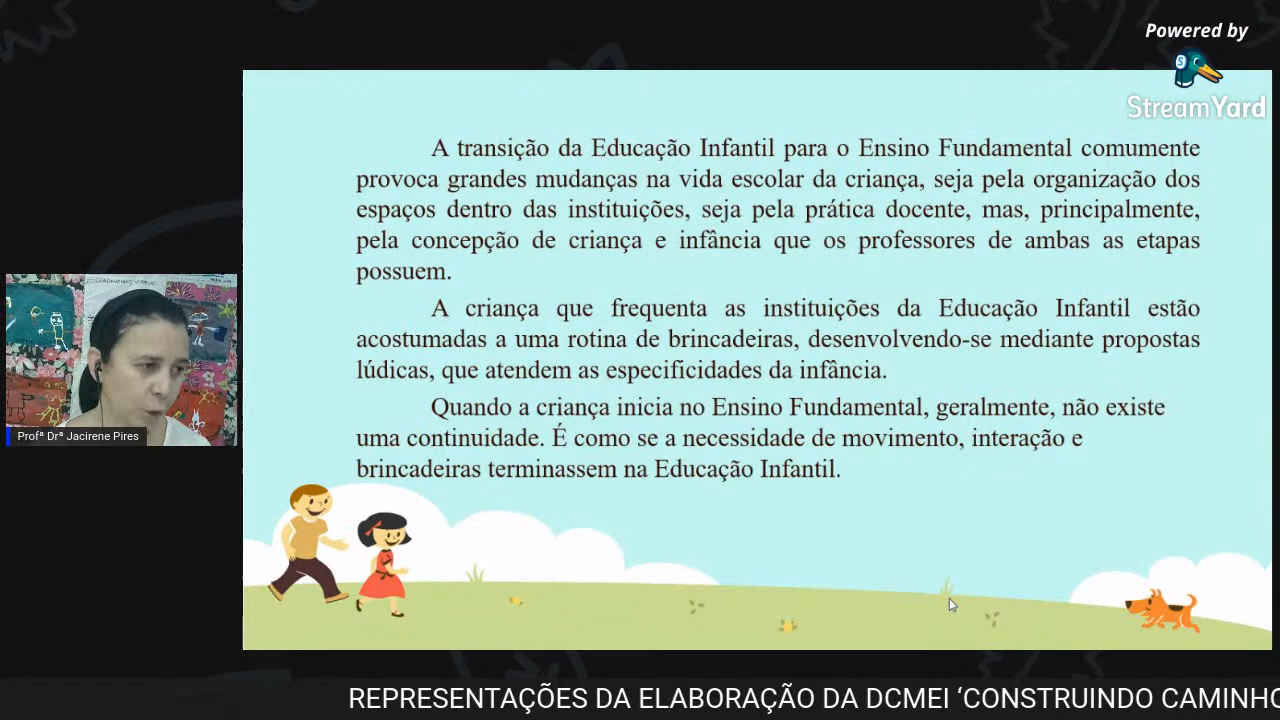 Powered by
StreamYard
A transição da Educação Infantil para o Ensino Fundamental comumente
provoca grandes mudanças na vida escolar da criança, seja pela organização dos
espaços dentro das instituições, seja pela prática docente, mas, principalmente,
pela concepção de criança e infância que os professores de ambas as etapas
possuem.
A criança que frequenta as instituições da Educação Infantil estão
acostumadas a uma rotina de brincadeiras, desenvolvendo-se mediante propostas
lúdicas, que atendem as especificidades da infância.
Quando a criança inicia no Ensino Fundamental, geralmente, não existe
uma continuidade. É como se a necessidade de movimento, interação e
brincadeiras terminassem na Educação Infantil.
Profª Drª Jacirene Pires
REPRESENTAÇÕES DA ELABORAÇÃO DA DCMEI ‘CONSTRUINDO CAMINHO